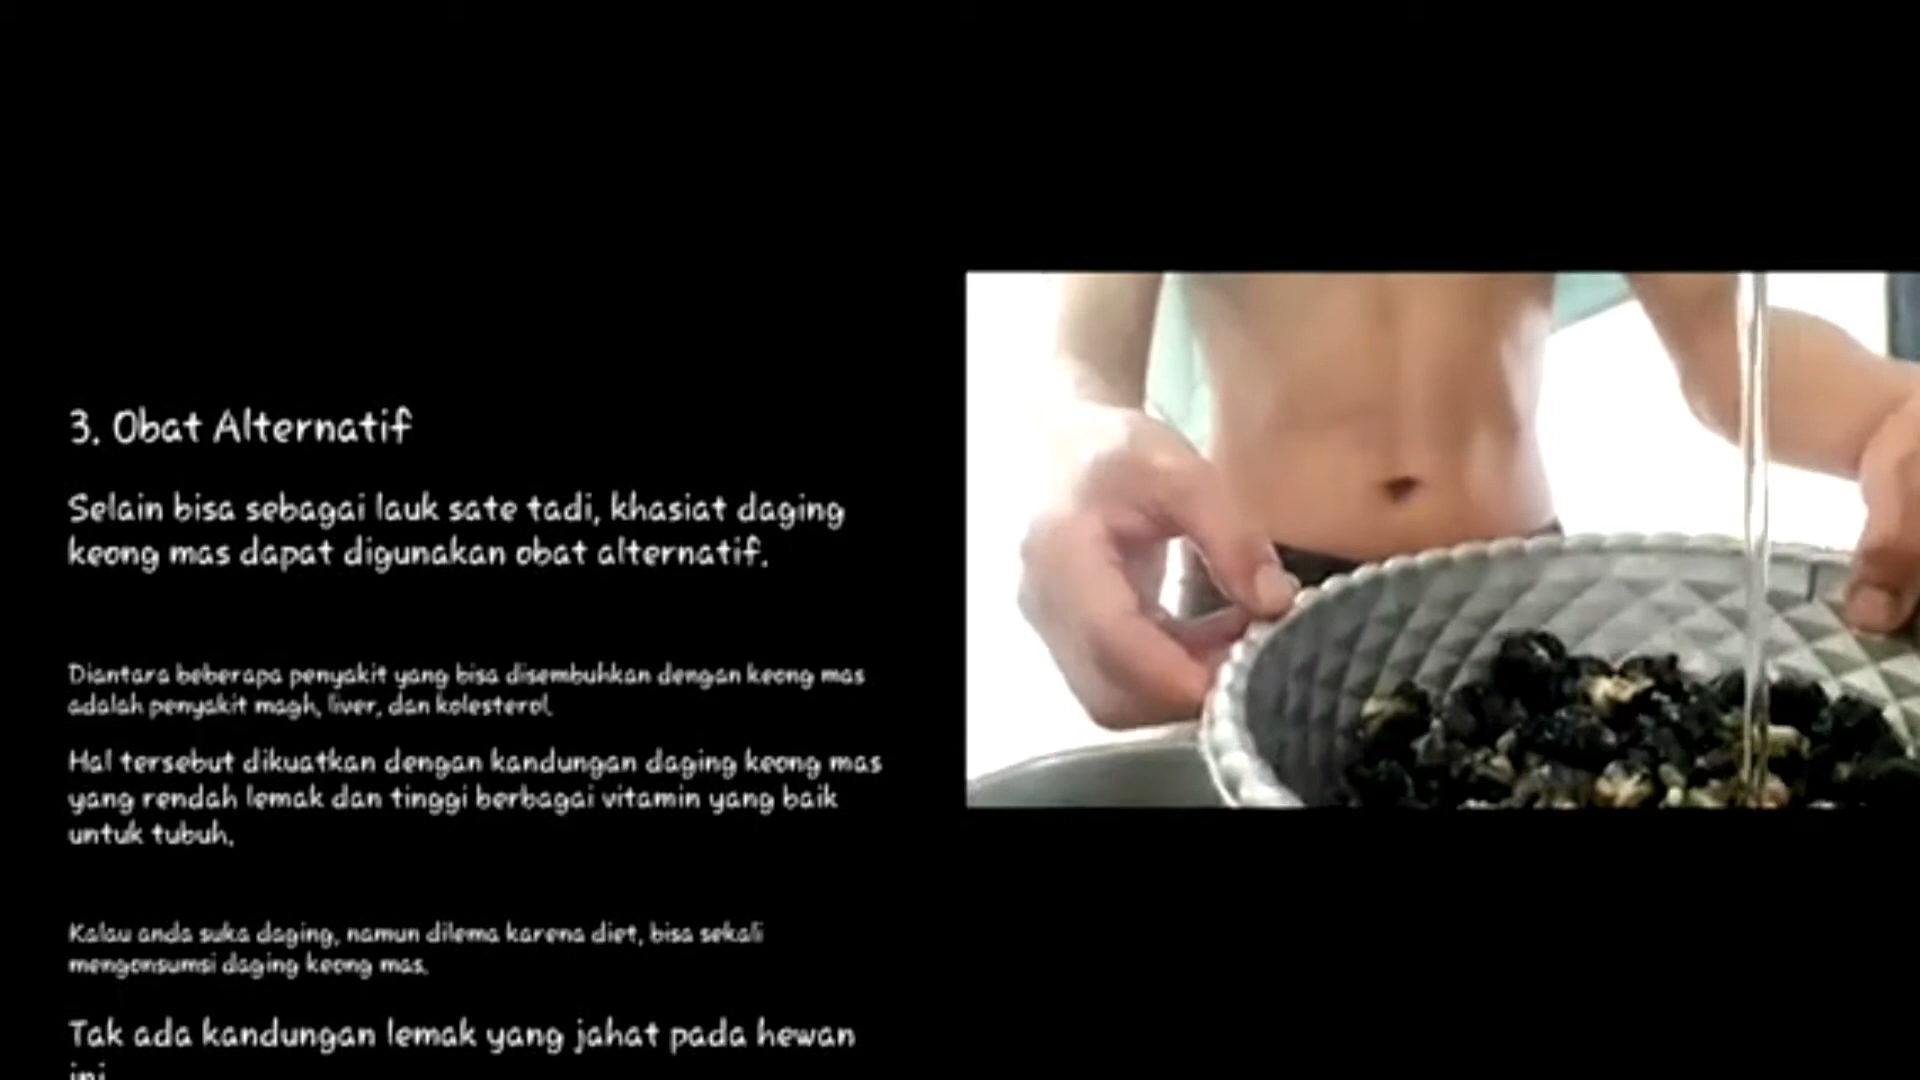 3. Obat Alternatif
Selain bisa sebagai lauk sate tadi, khasiat daging
keong mas dapat digunakan obat alternatif.
Diantara beberapa penyakit yang bisa disembuhkan dengan keong mas
adalah penyakit magh, liver, dan kolesterol.
Hal tersebut dikuatkan dengan kandungan daging keong mas
yang rendah lemak dan tinggi berbagai vitamin yang baik
untuk tubuh.
Kalau anda suka daging, namun dilema karena diet, bisa sekali
mengonsumsi daging keong mas.
Tak ada kandungan lemak yang jahat pada hewan
ini